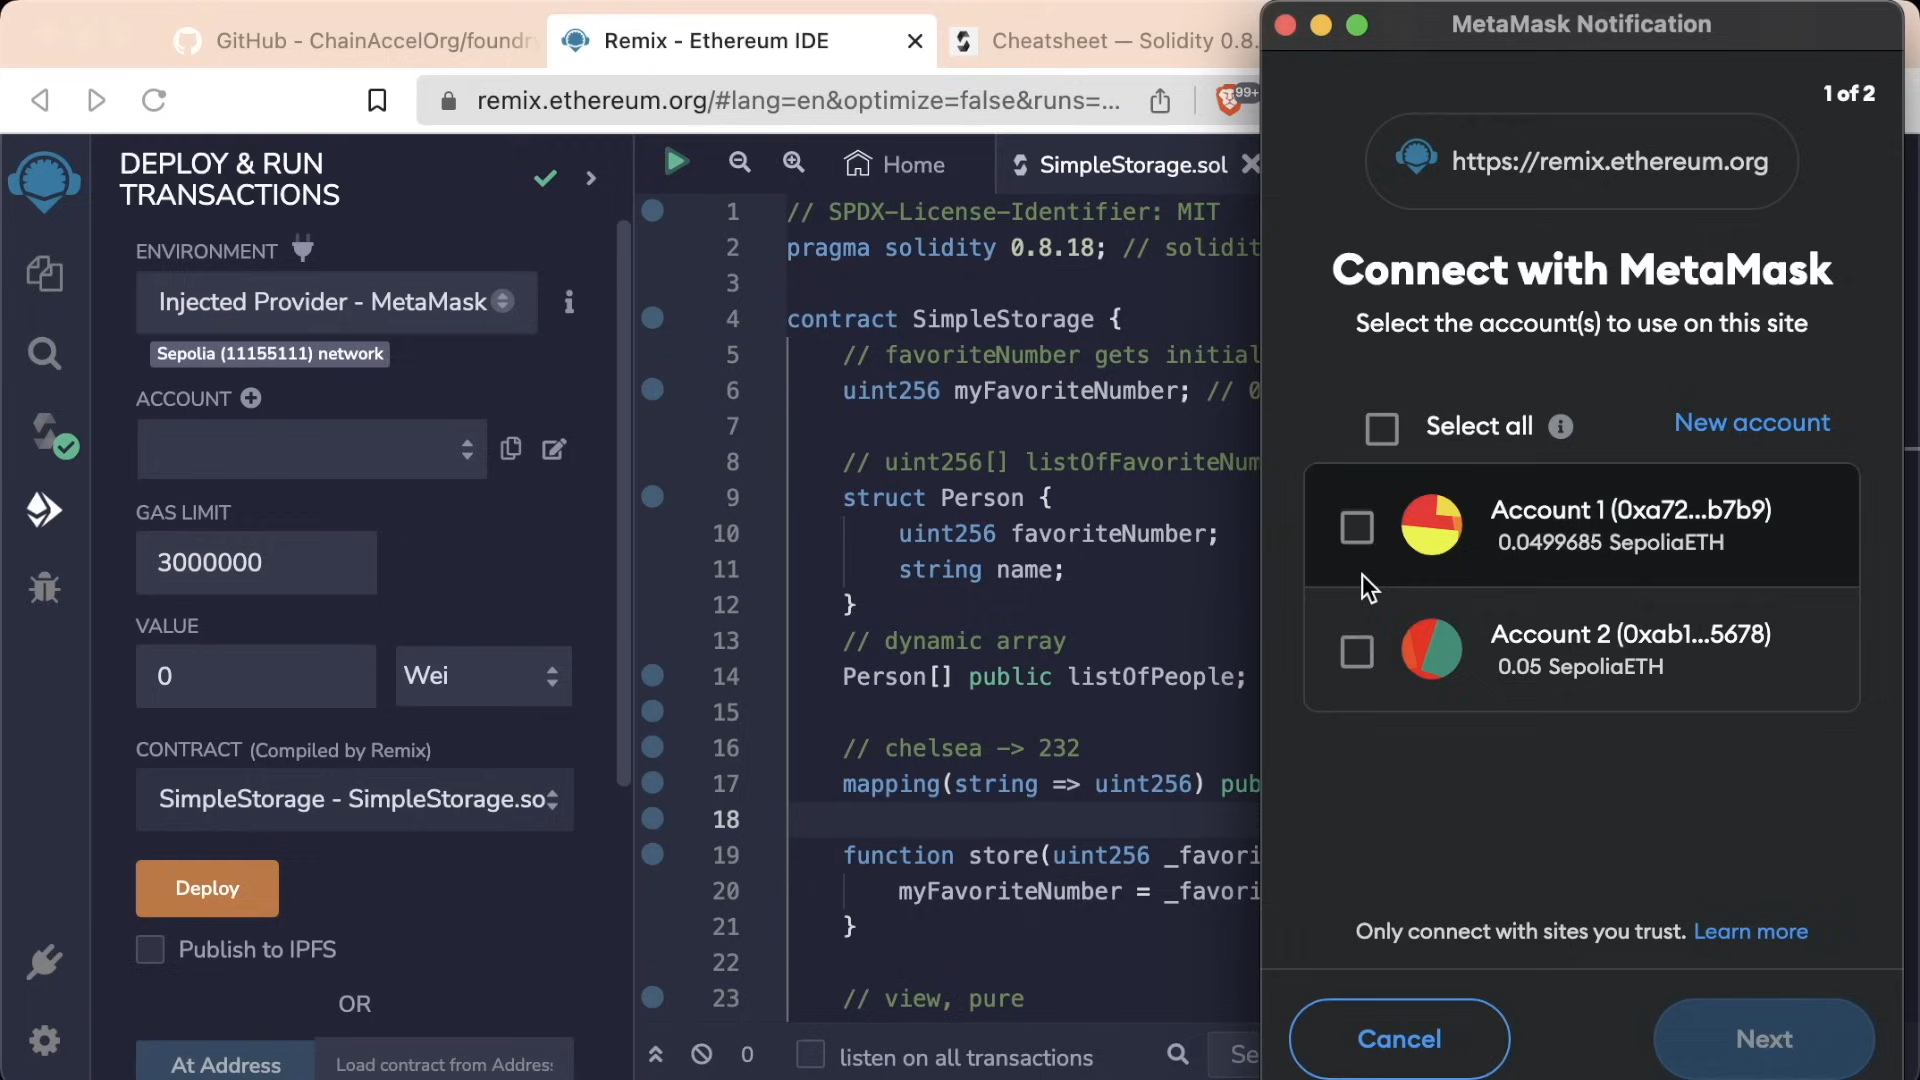 GitHub - ChainAccelOrg/foundr
Remix - Ethereum IDE
Cheatsheet — Solidity 0.8.
remix.ethereum.org/#lang=en&optimize=false&runs=...
99+
DEPLOY & RUN
TRANSACTIONS
ENVIRONMENT
Injected Provider - MetaMask
Sepolia (11155111) network
ACCOUNT
GAS LIMIT
3000000
VALUE
0
Wei
CONTRACT (Compiled by Remix)
SimpleStorage - SimpleStorage.so
Deploy
Publish to IPFS
OR
At Address
Load contract from Address
Home
SimpleStorage.sol
1 // SPDX-License-Identifier: MIT
2 pragma solidity 0.8.18; // solidit
3
4 contract SimpleStorage {
5 // favoriteNumber gets initial
6 uint256 myFavoriteNumber; // 0
7
8 // uint256[] listOfFavoriteNum
9 struct Person {
10 uint256 favoriteNumber;
11 string name;
12 }
13 // dynamic array
14 Person[] public listOfPeople;
15
16 // chelsea -> 232
17 mapping(string => uint256) pub
18
19 function store(uint256 _favori
20 myFavoriteNumber = _favori
21 }
22
23 // view, pure
0
listen on all transactions
Se
MetaMask Notification
1 of 2
https://remix.ethereum.org
Connect with MetaMask
Select the account(s) to use on this site
Select all
New account
Account 1 (0xa72...b7b9)
0.0499685 SepoliaETH
Account 2 (0xab1...5678)
0.05 SepoliaETH
Only connect with sites you trust. Learn more
Cancel
Next